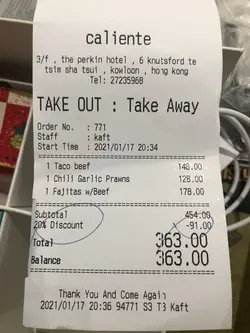 caliente
3/f , the perkin hotel , 6 knutsford te
tsim sha tsui , kowloon , hong kong
Tel: 27235968
TAKE OUT : Take Away
Order No. : 771
Staff : kaft
Start Time : 2021/01/17 20:34
1 Taco beef 148.00
1 Chili Garlic Prawns 128.00
1 Fajitas w/Beef 178.00
Subtotal 454.00
20% Discount -91.00
Total 363.00
Balance 363.00
Thank You And Come Again
2021/01/17 20:36 94771 S3 T3 Kaft